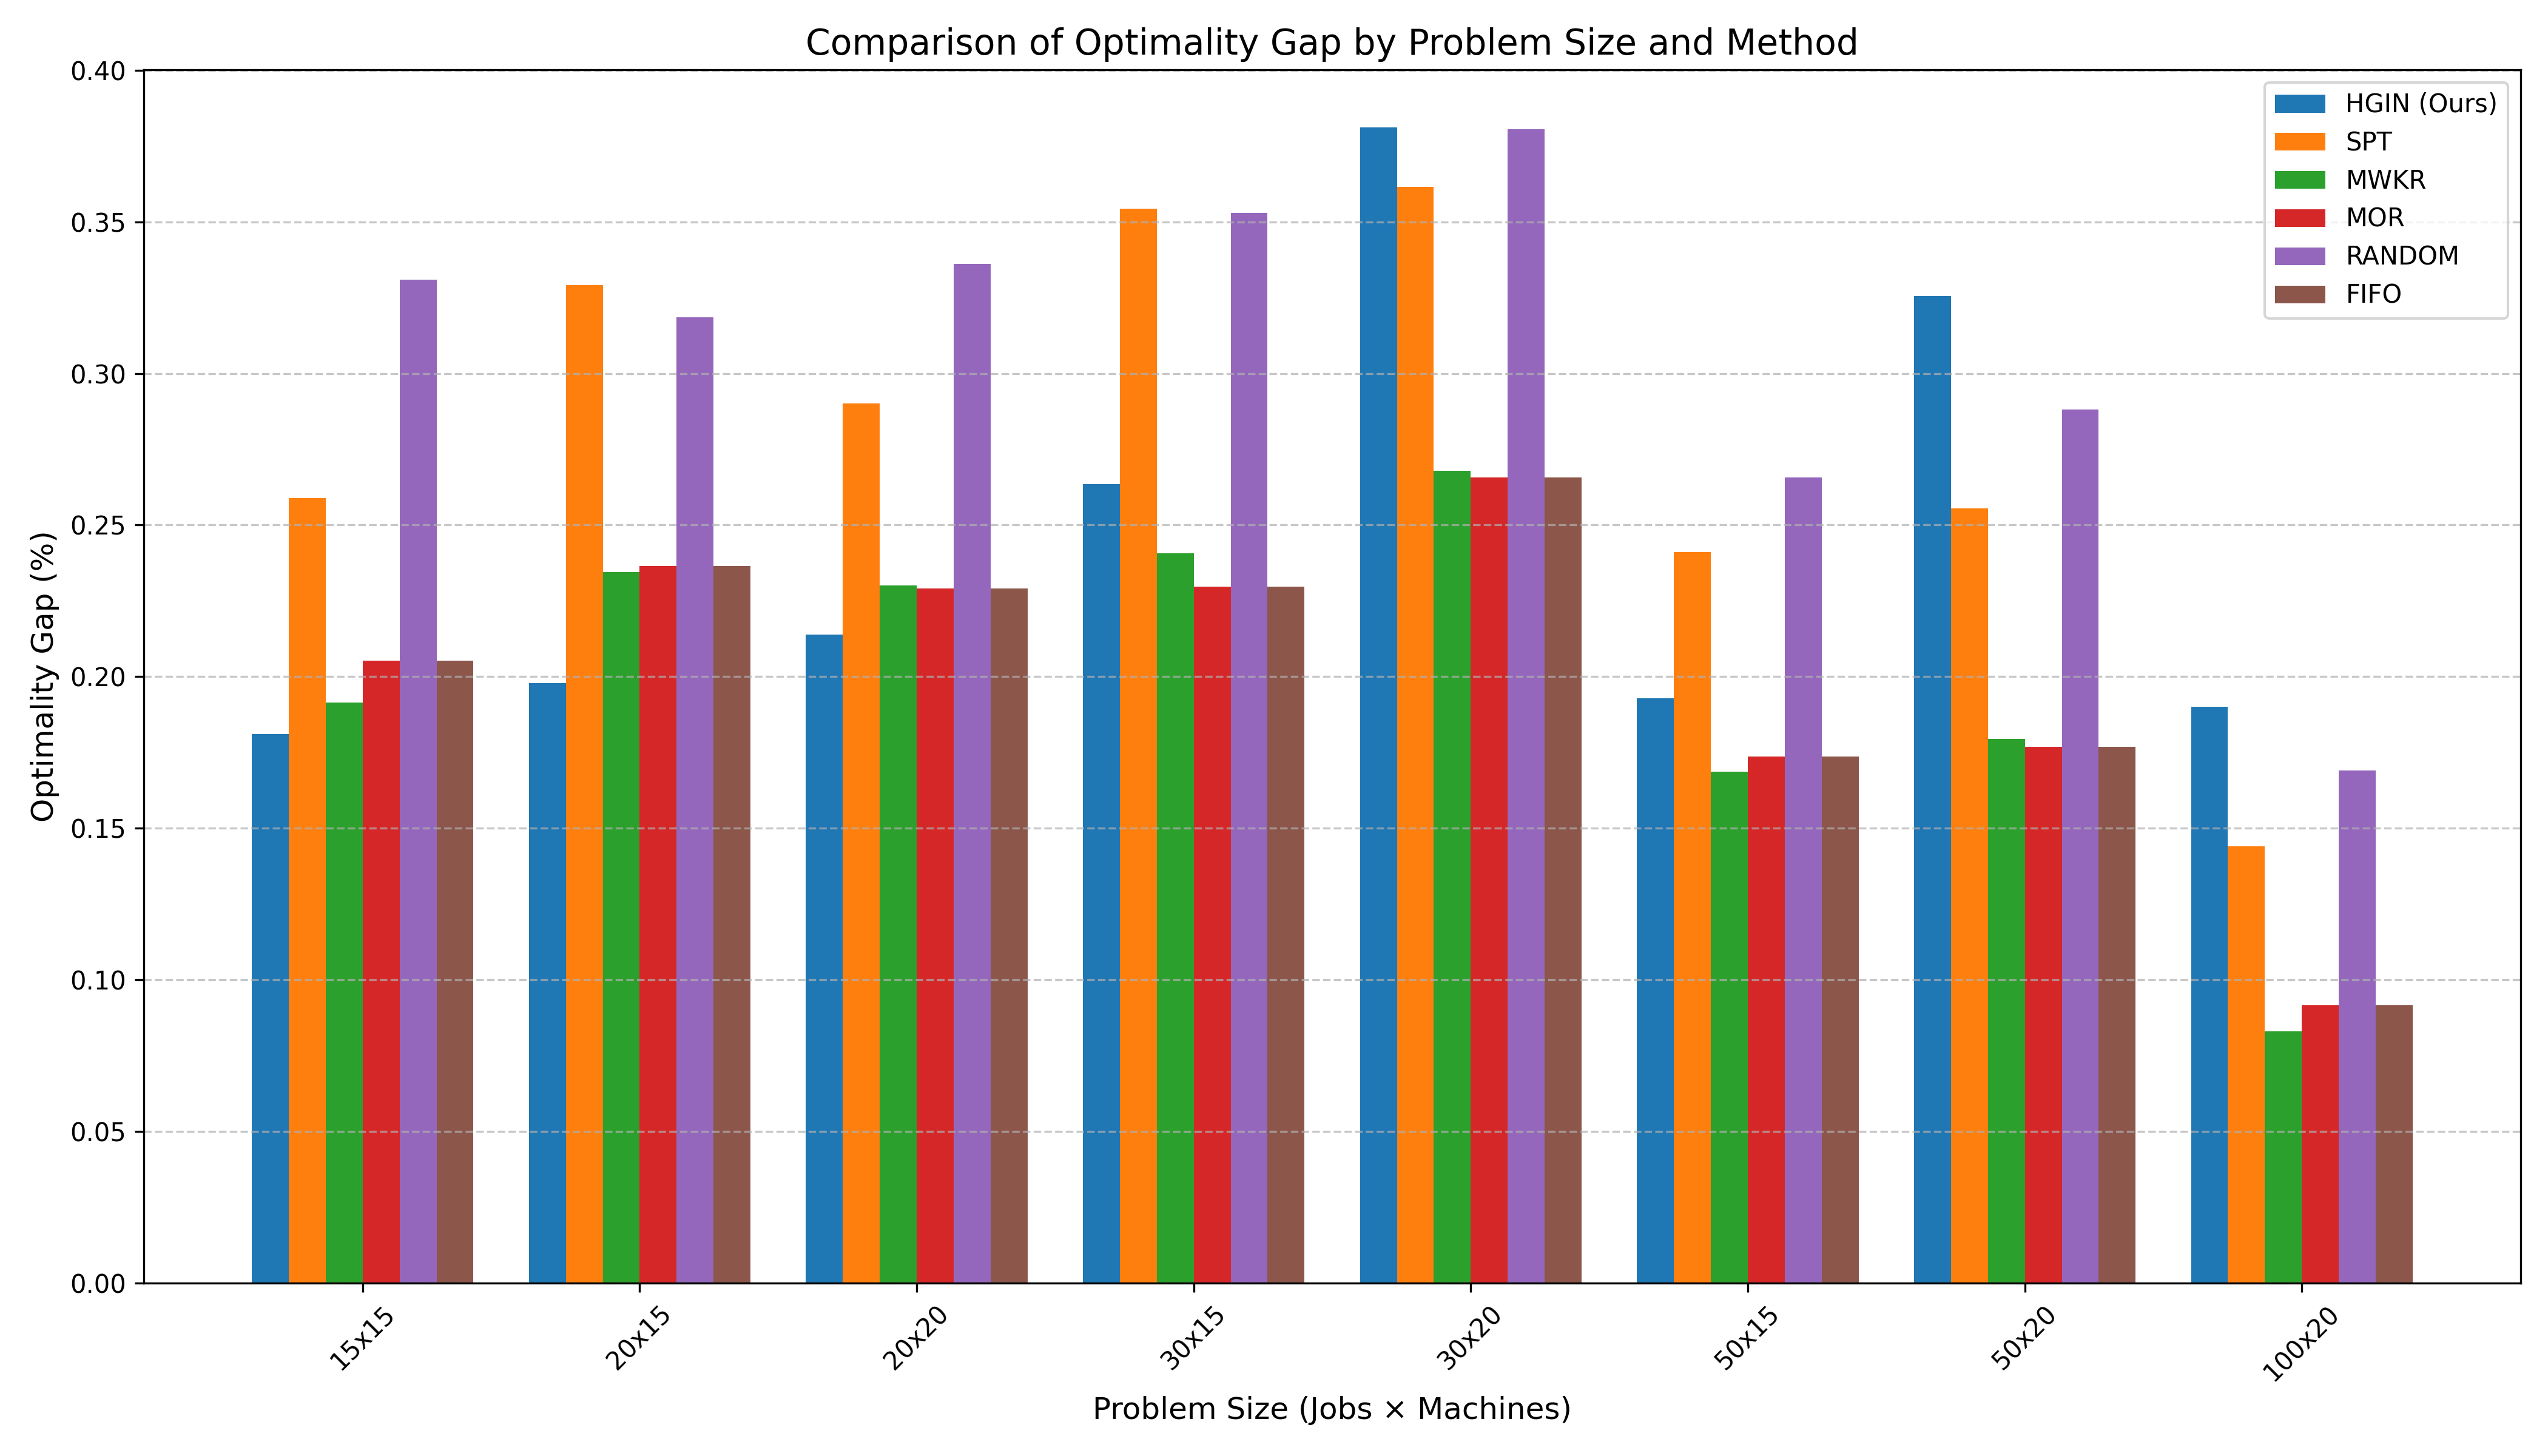 Comparison of Optimality Gap by Problem Size and Method
Optimality Gap (%)
0.40
0.35
0.30
0.25
0.20
0.15
0.10
0.05
0.00
HGIN (Ours)
SPT
MWKR
MOR
RANDOM
FIFO
15x15
20x15
20x20
30x15
30x20
50x15
50x20
100x20
Problem Size (Jobs × Machines)